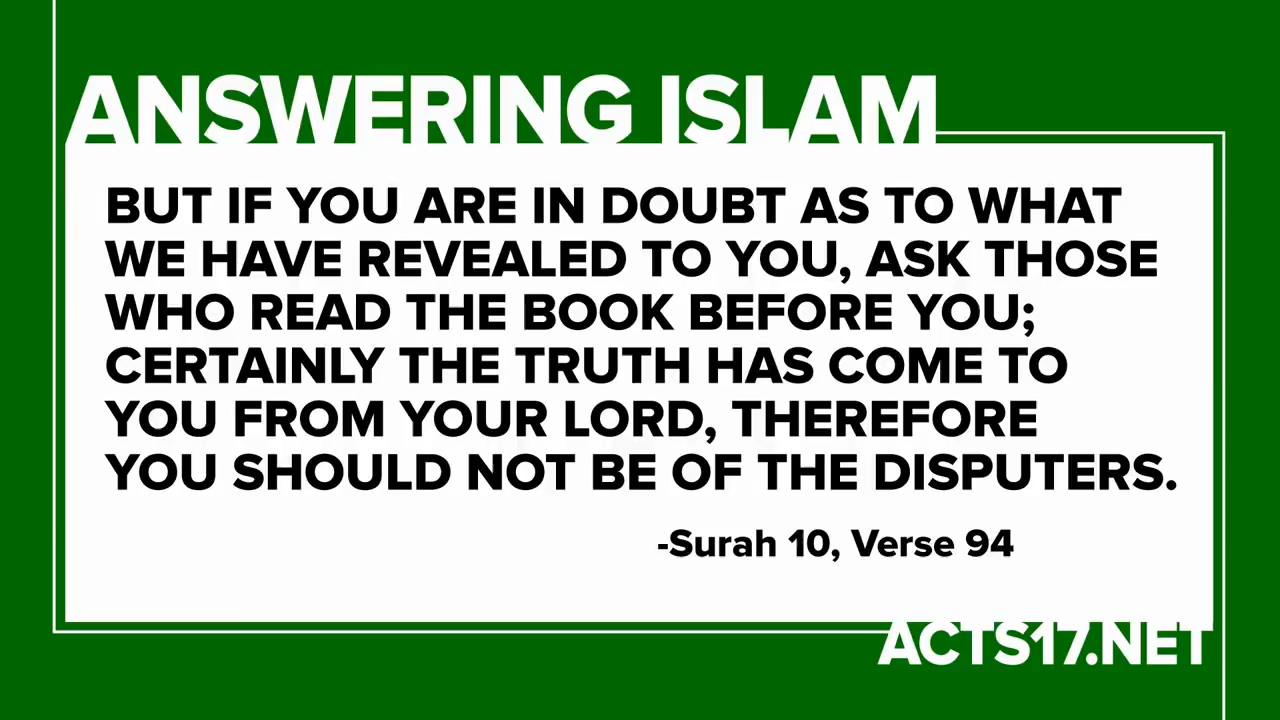 ANSWERING ISLAM
BUT IF YOU ARE IN DOUBT AS TO WHAT
WE HAVE REVEALED TO YOU, ASK THOSE
WHO READ THE BOOK BEFORE YOU;
CERTAINLY THE TRUTH HAS COME TO
YOU FROM YOUR LORD, THEREFORE
YOU SHOULD NOT BE OF THE DISPUTERS.
-Surah 10, Verse 94
ACTS17.NET